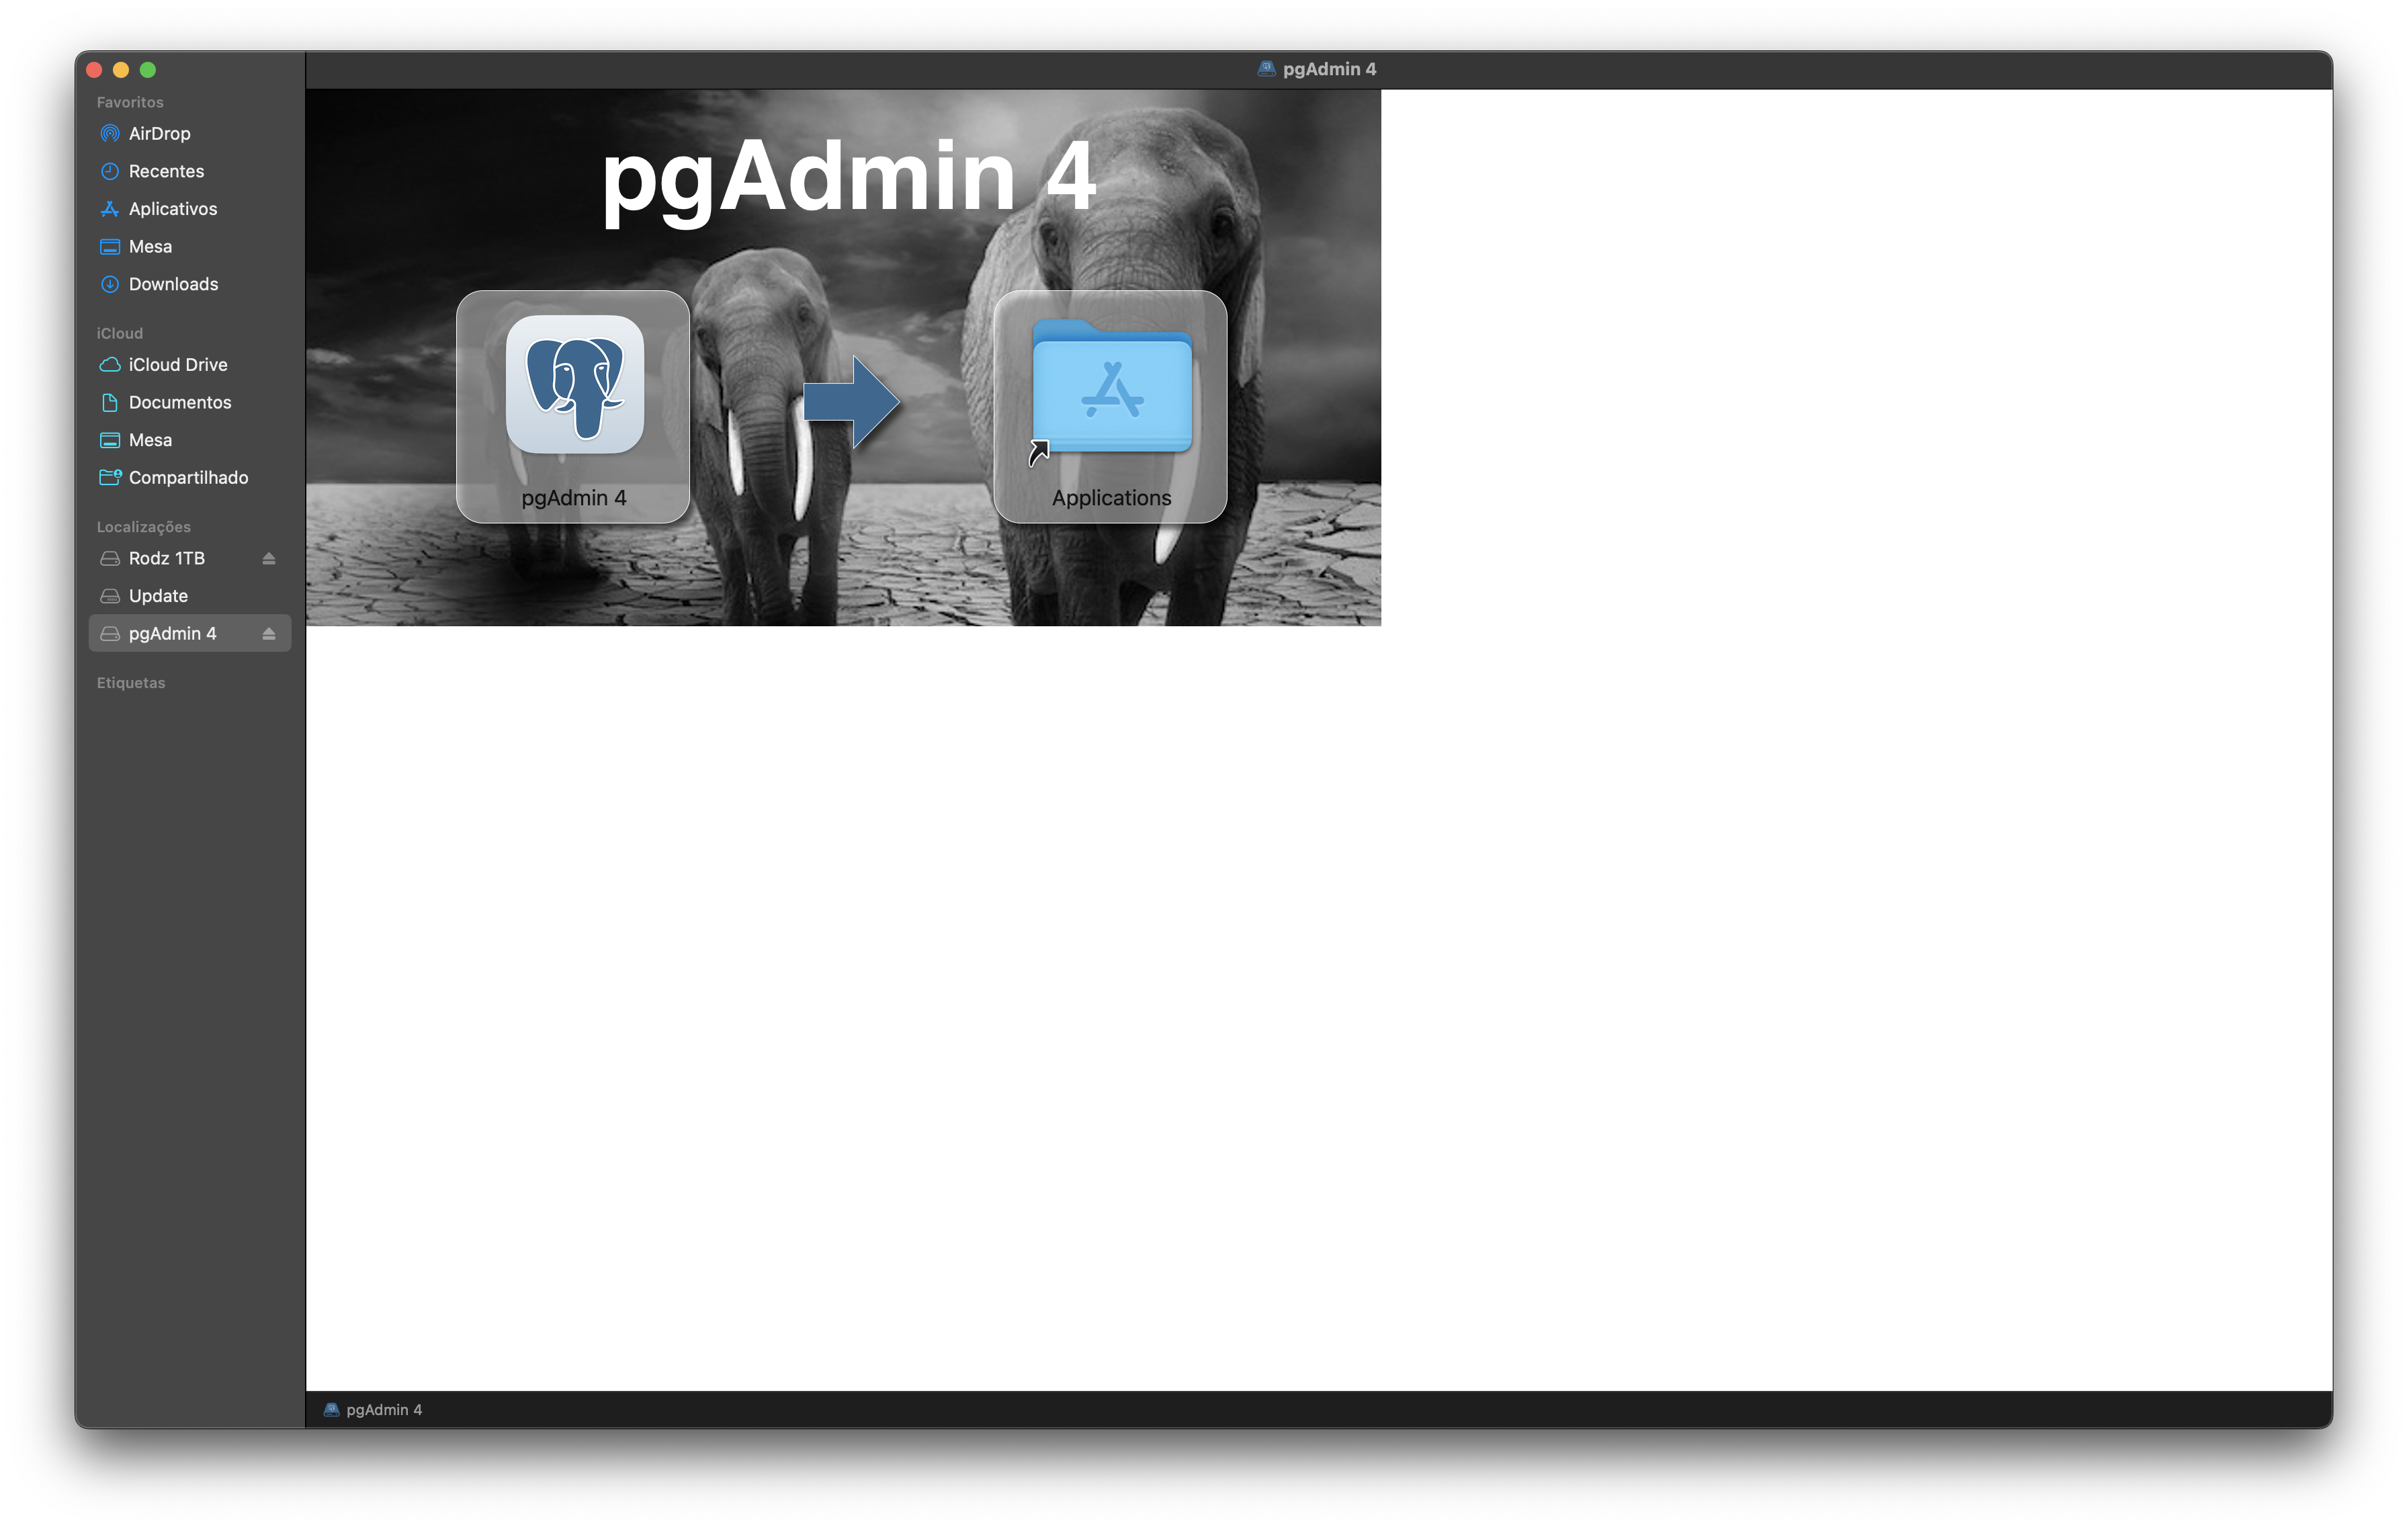 pgAdmin 4
Favoritos
AirDrop
Recentes
Aplicativos
Mesa
Downloads
iCloud
iCloud Drive
Documentos
Mesa
Compartilhado
Localizações
Rodz 1TB
Update
pgAdmin 4
Etiquetas
pgAdmin 4
pgAdmin 4
Applications
pgAdmin 4